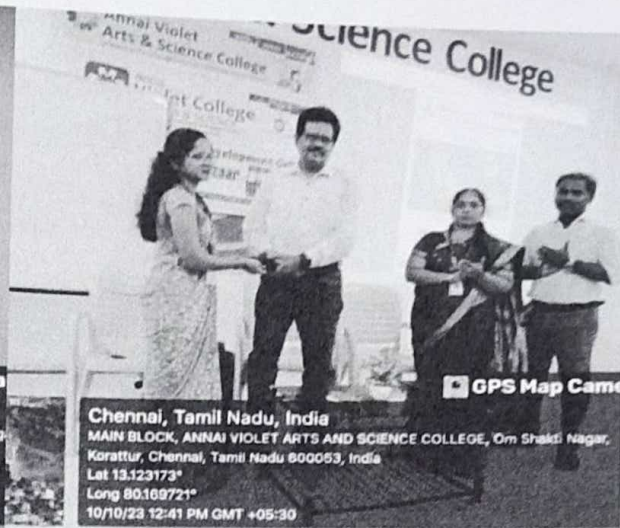 Science College
Annai Violet
Arts & Science College
Violet College
GPS Map Came
Chennai, Tamil Nadu, India
MAIN BLOCK, ANNAI VIOLET ARTS AND SCIENCE COLLEGE, Om Shakti Nagar,
Korattur, Chennai, Tamil Nadu 600053, India
Lat 13.123173°
Long 80.169721°
10/10/23 12:41 PM GMT +05:30